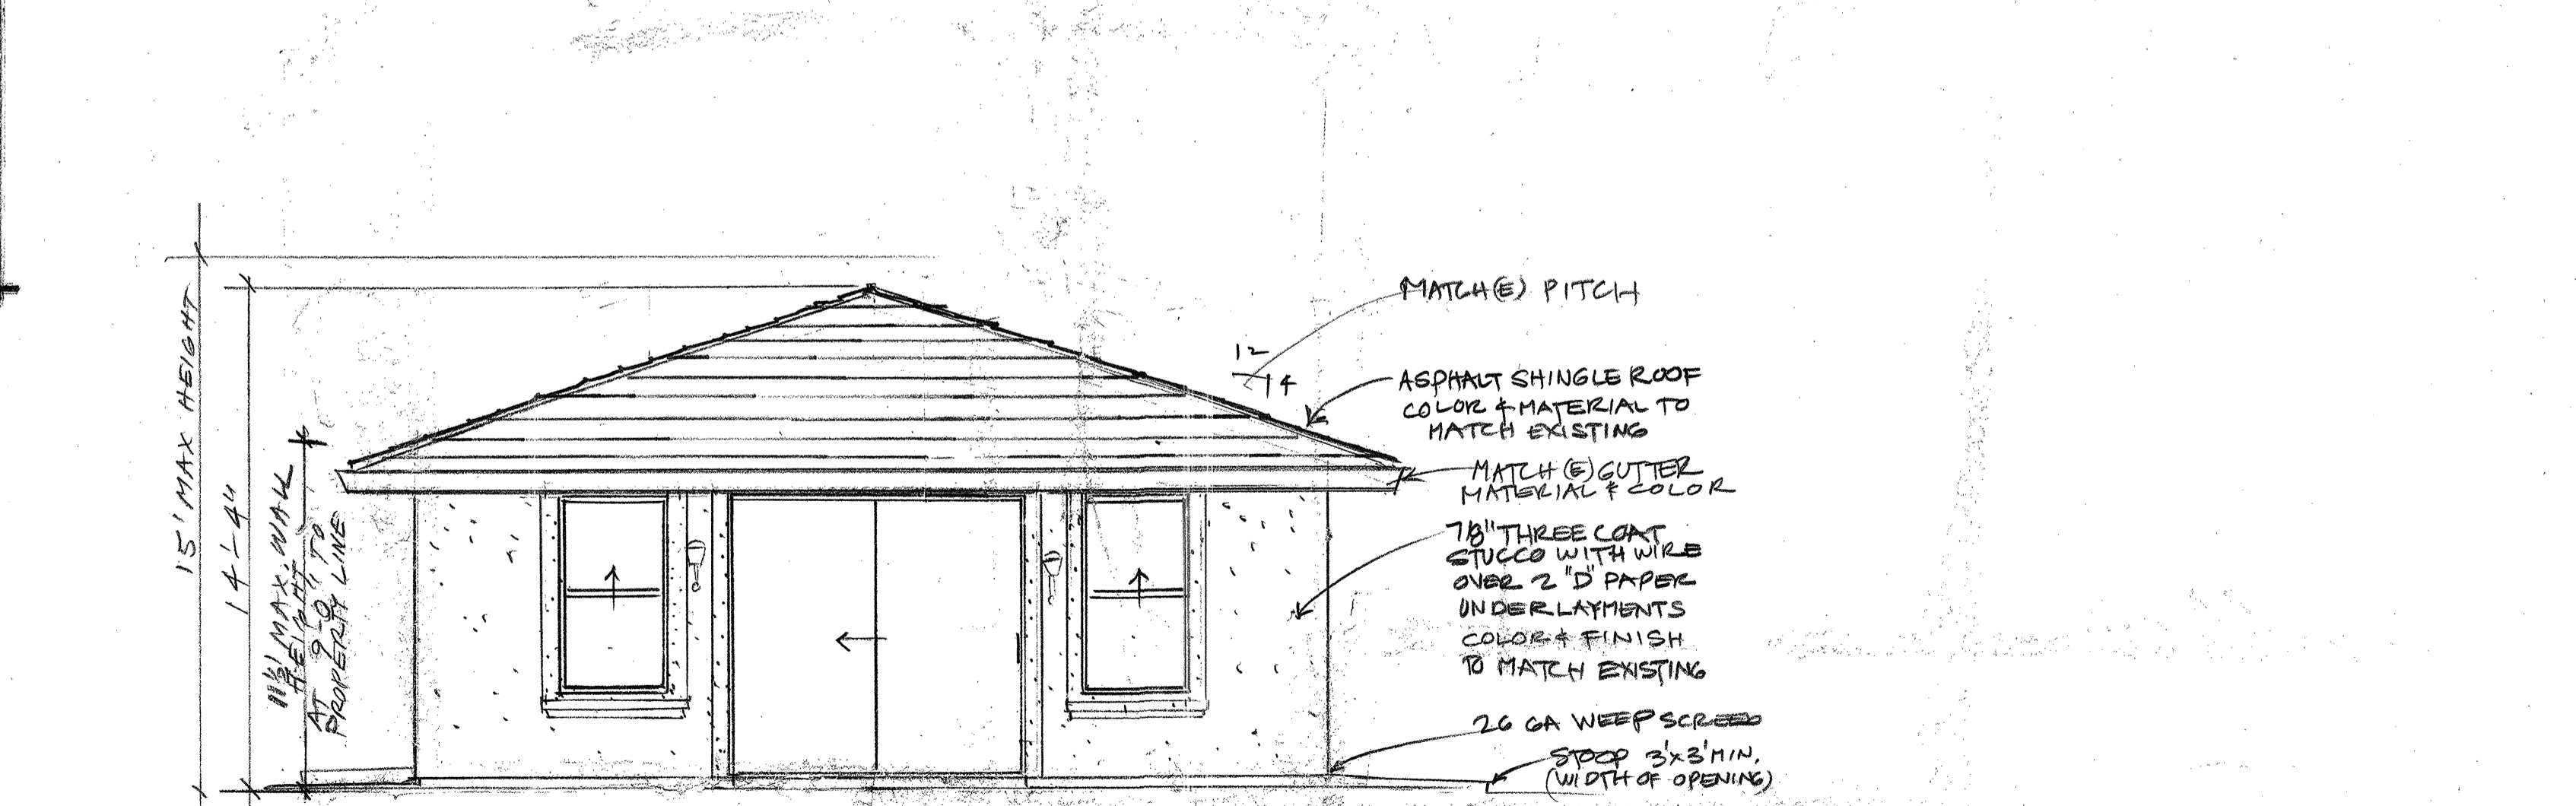 15' MAX HEIGHT
14'-4"
11½' MAX. WALL
HEIGHT
AT 9'-0" TO
PROPERTY LINE
MATCH (E) PITCH
12
4
ASPHALT SHINGLE ROOF
COLOR & MATERIAL TO
MATCH EXISTING
MATCH (E) GUTTER
MATERIAL & COLOR
7/8" THREE COAT
STUCCO WITH WIRE
OVER 2 "D" PAPER
UNDERLAYMENTS
COLOR & FINISH
TO MATCH EXISTING
26 GA WEEP SCREED
STOOP 3'x3' MIN.
(WIDTH OF OPENING)